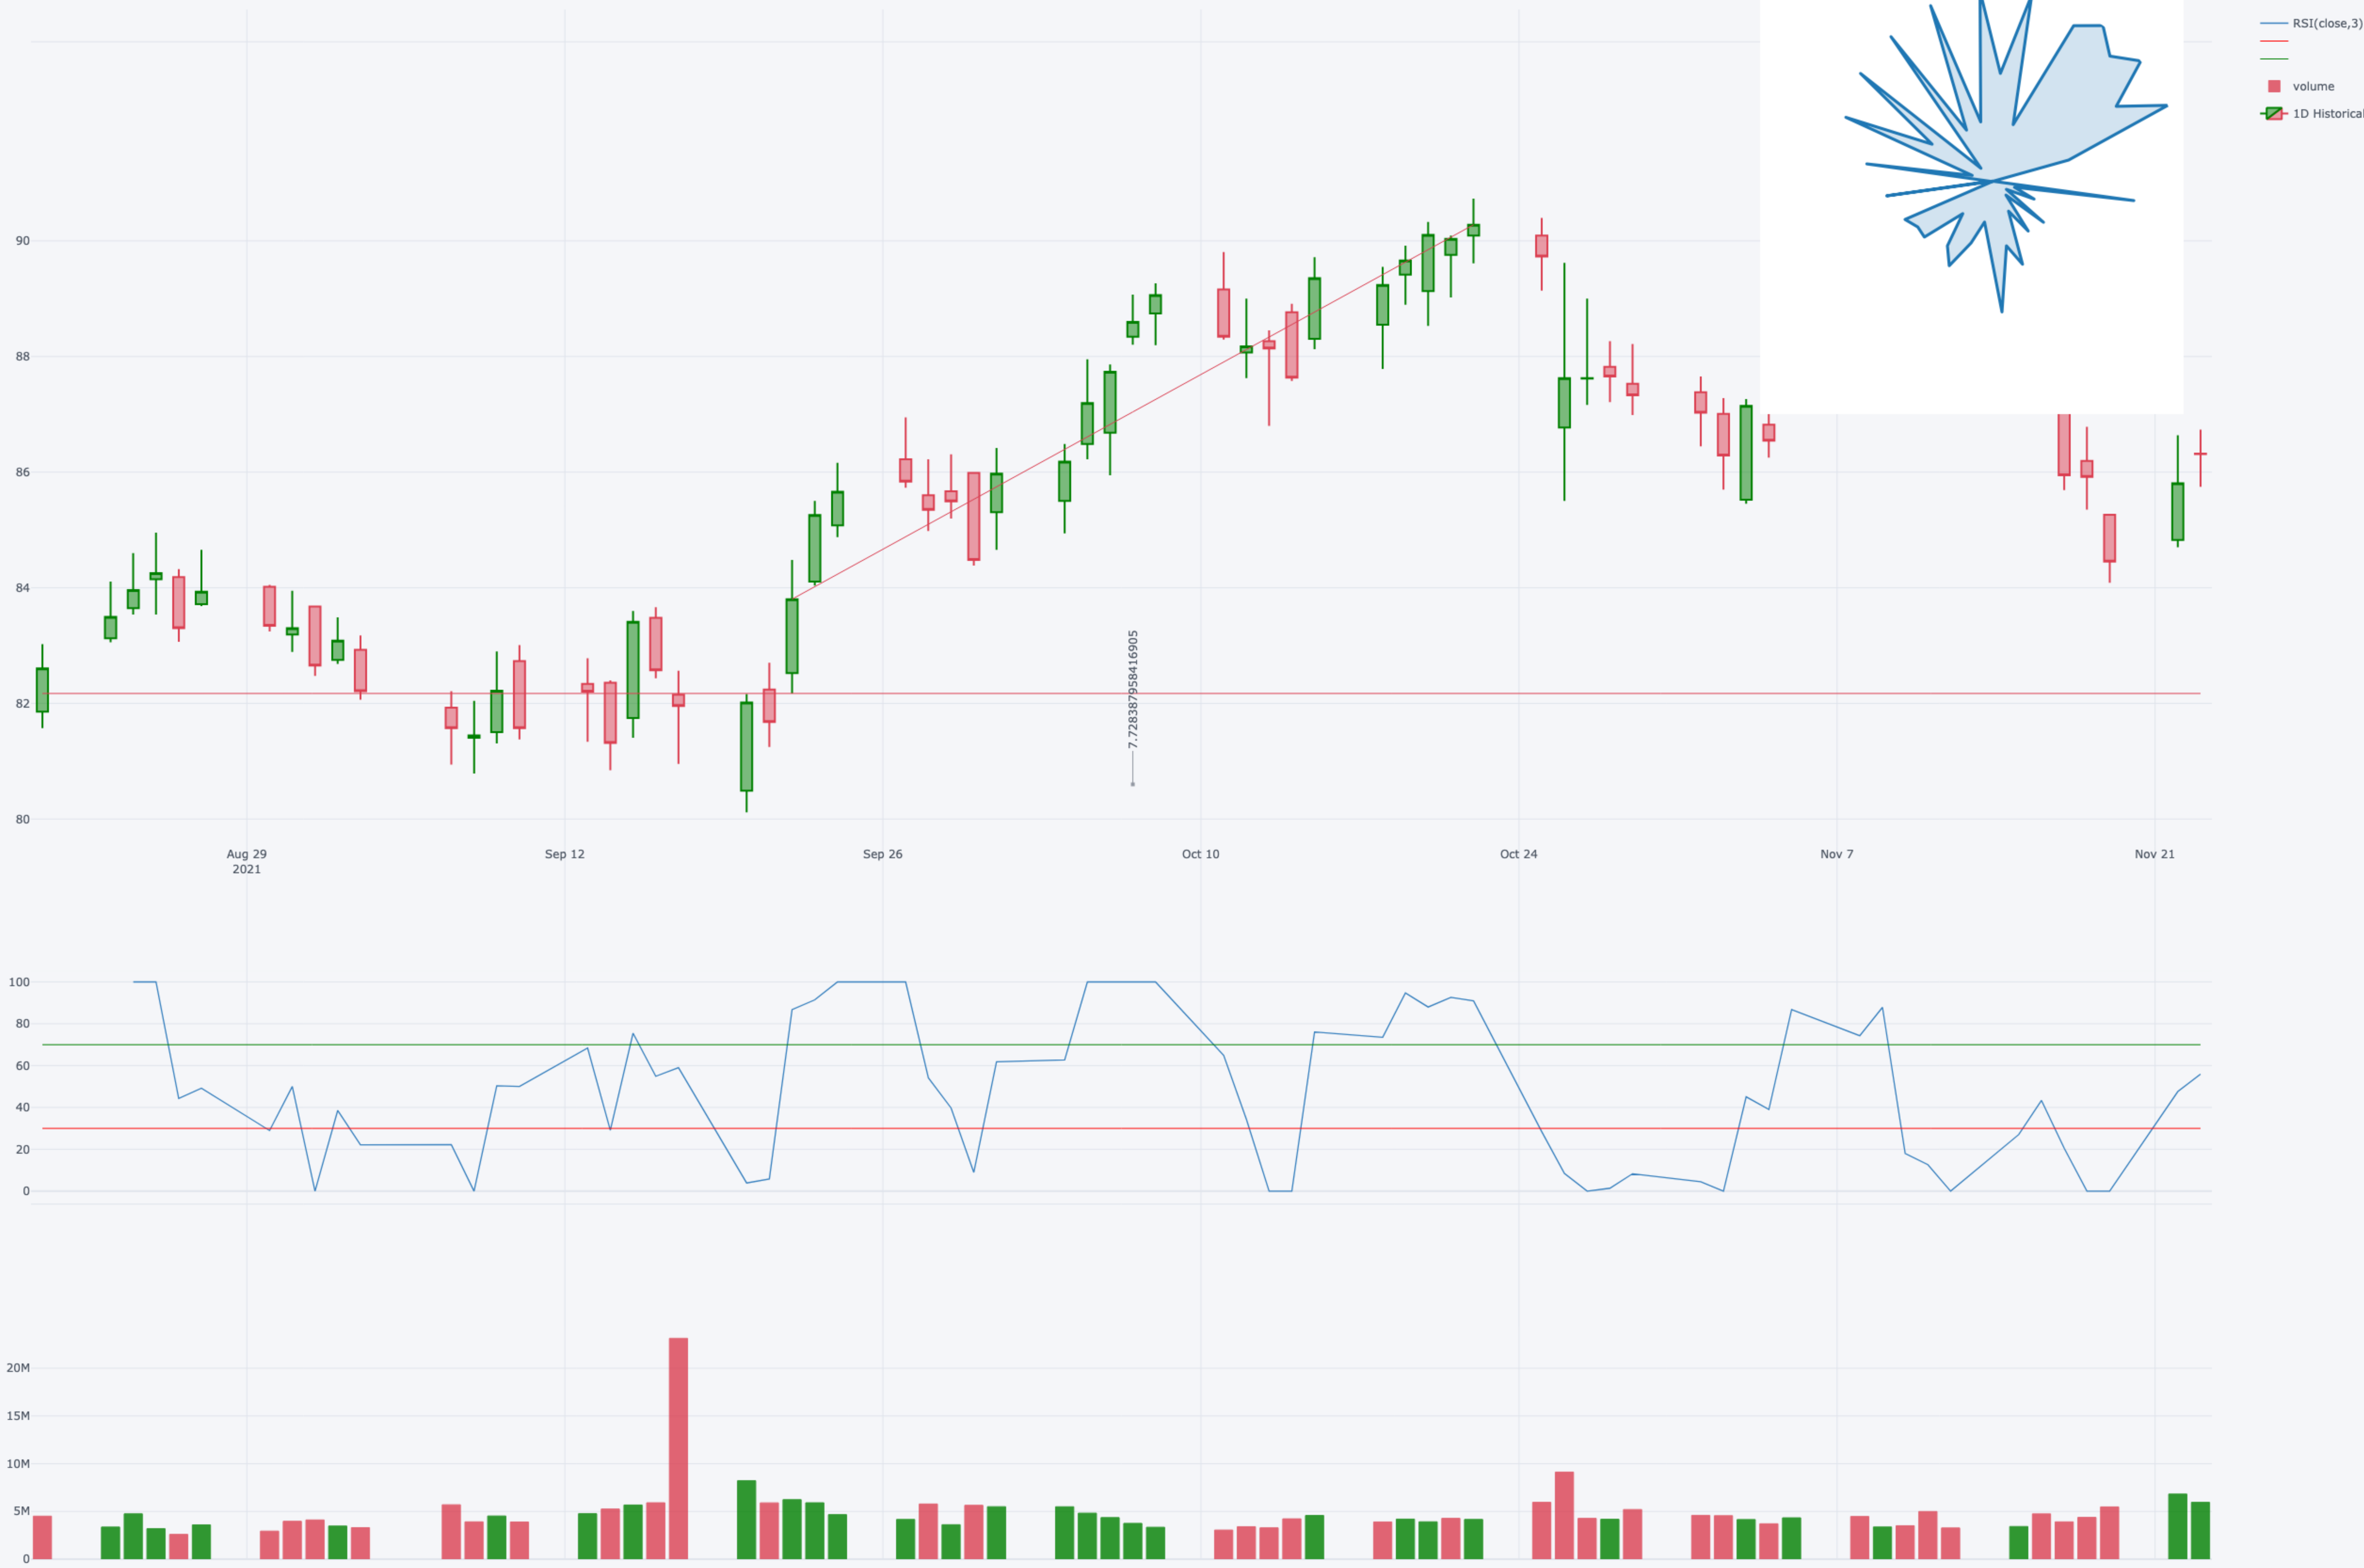 RSI(close,3)
volume
1D Historical
90
88
86
84
82
80
7.728387958416905
Aug 29
2021
Sep 12
Sep 26
Oct 10
Oct 24
Nov 7
Nov 21
100
80
60
40
20
0
20M
15M
10M
5M
0